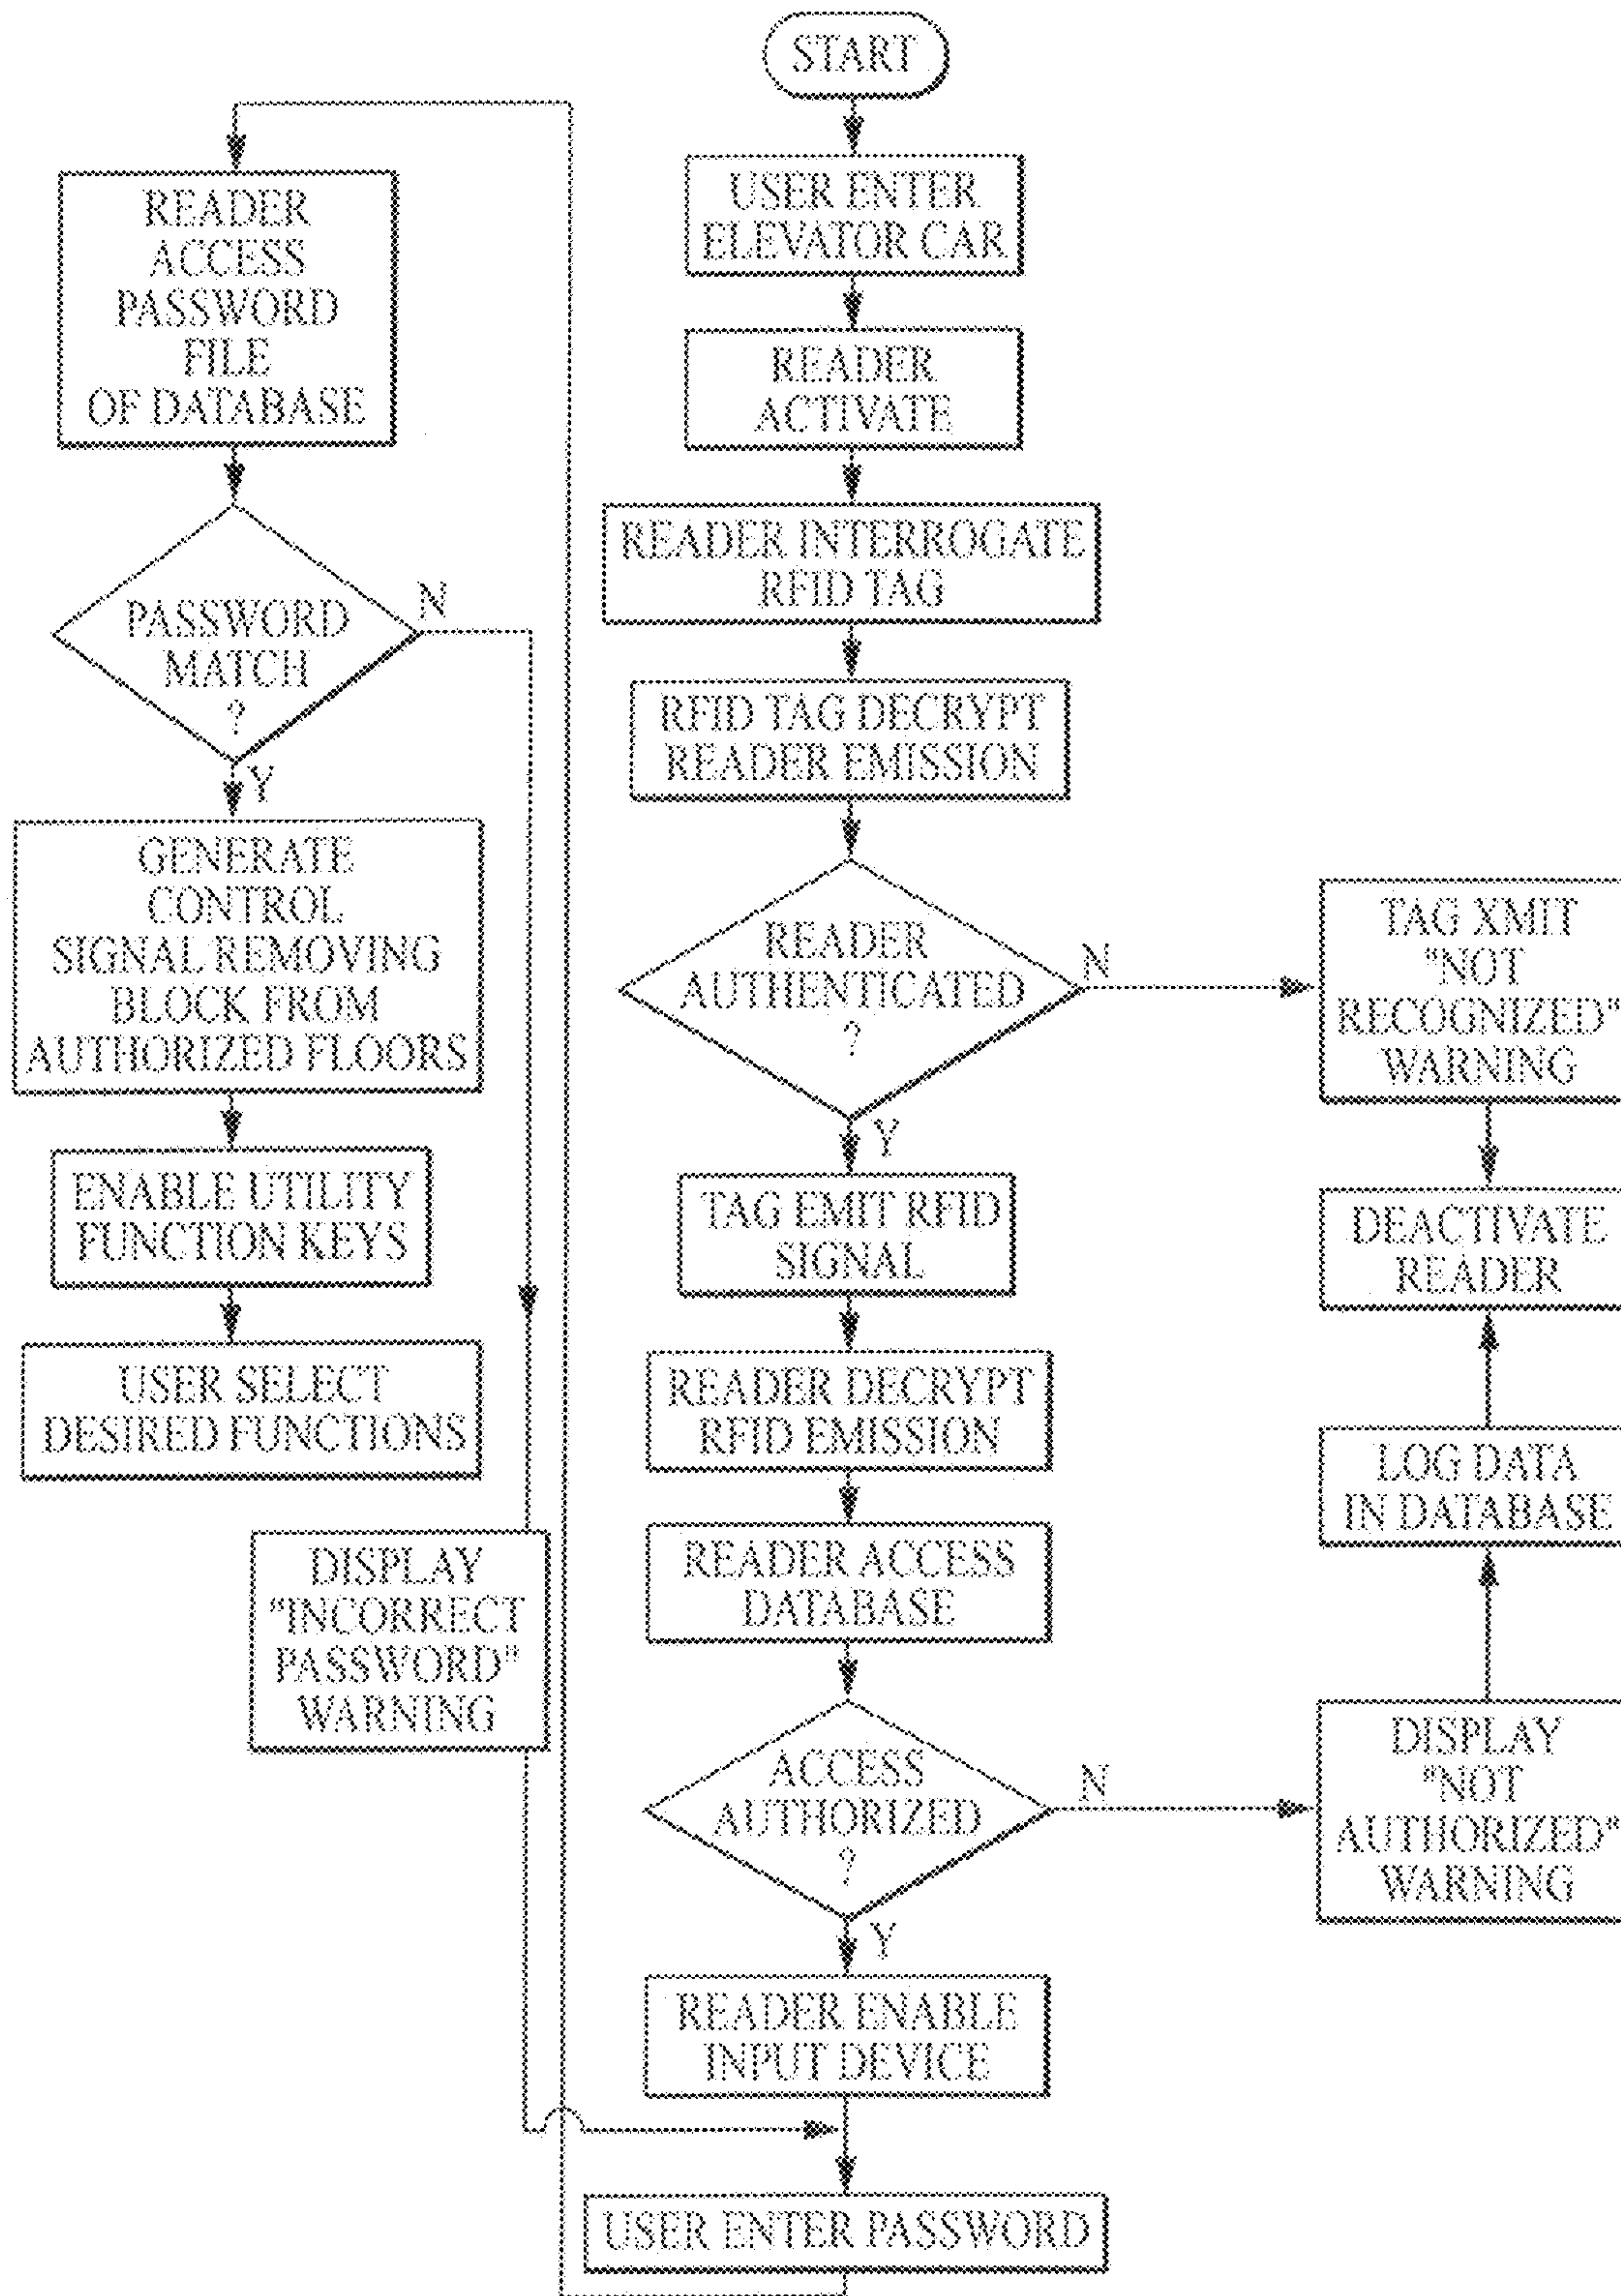 START
USER ENTER
ELEVATOR CAR
READER
ACTIVATE
READER INTERROGATE
RFID TAG
RFID TAG DECRYPT
READER EMISSION
READER
AUTHENTICATED
?
N
Y
TAG XMIT
"NOT
RECOGNIZED"
WARNING
DEACTIVATE
READER
TAG EMIT RFID
SIGNAL
READER DECRYPT
RFID EMISSION
READER ACCESS
DATABASE
ACCESS
AUTHORIZED
?
N
Y
DISPLAY
"NOT
AUTHORIZED"
WARNING
LOG DATA
IN DATABASE
READER ENABLE
INPUT DEVICE
USER ENTER PASSWORD
READER
ACCESS
PASSWORD
FILE
OF DATABASE
PASSWORD
MATCH
?
N
Y
GENERATE
CONTROL
SIGNAL REMOVING
BLOCK FROM
AUTHORIZED FLOORS
ENABLE UTILITY
FUNCTION KEYS
USER SELECT
DESIRED FUNCTIONS
DISPLAY
"INCORRECT
PASSWORD"
WARNING